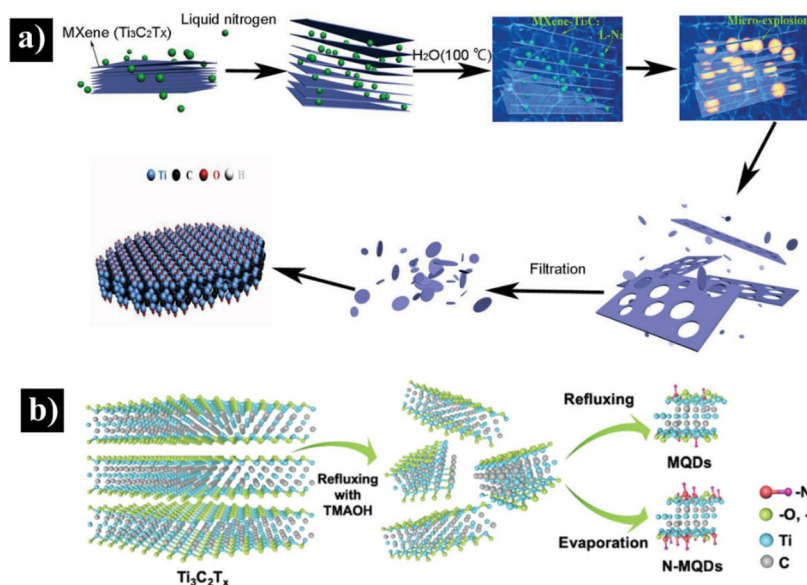 a)
Liquid nitrogen
MXene (Ti₃C₂Tx)
H₂O(100 ℃)
MXene-Ti₃C₂
L-N₂
Micro-explosion
Ti C O H
Filtration
b)
Refluxing
with
TMAOH
Ti₃C₂Tₓ
Refluxing
MQDs
Evaporation
N-MQDs
-N
-O, -
Ti
C